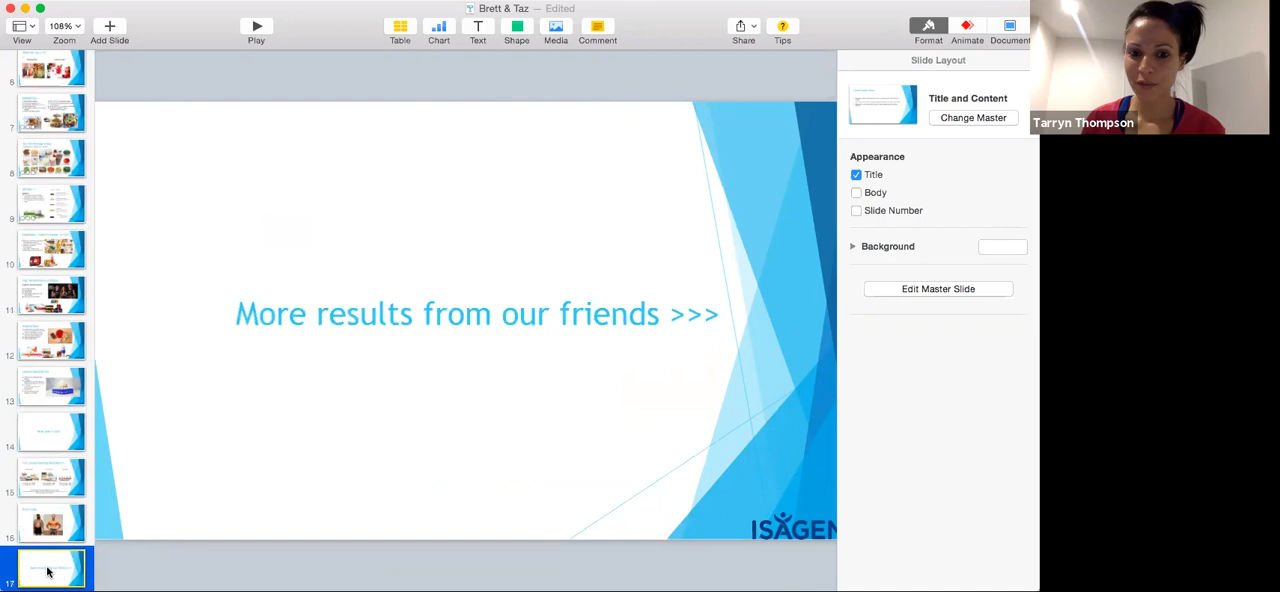 Brett & Taz — Edited
108%
View
Zoom
Add Slide
Play
Table
Chart
Text
Shape
Media
Comment
Share
Tips
Format
Animate
Document
Slide Layout
Title and Content
Change Master
Appearance
Title
Body
Slide Number
Background
Edit Master Slide
Tarryn Thompson
More results from our friends >>>
ISAGEN
6
7
8
9
10
11
12
13
14
15
16
17